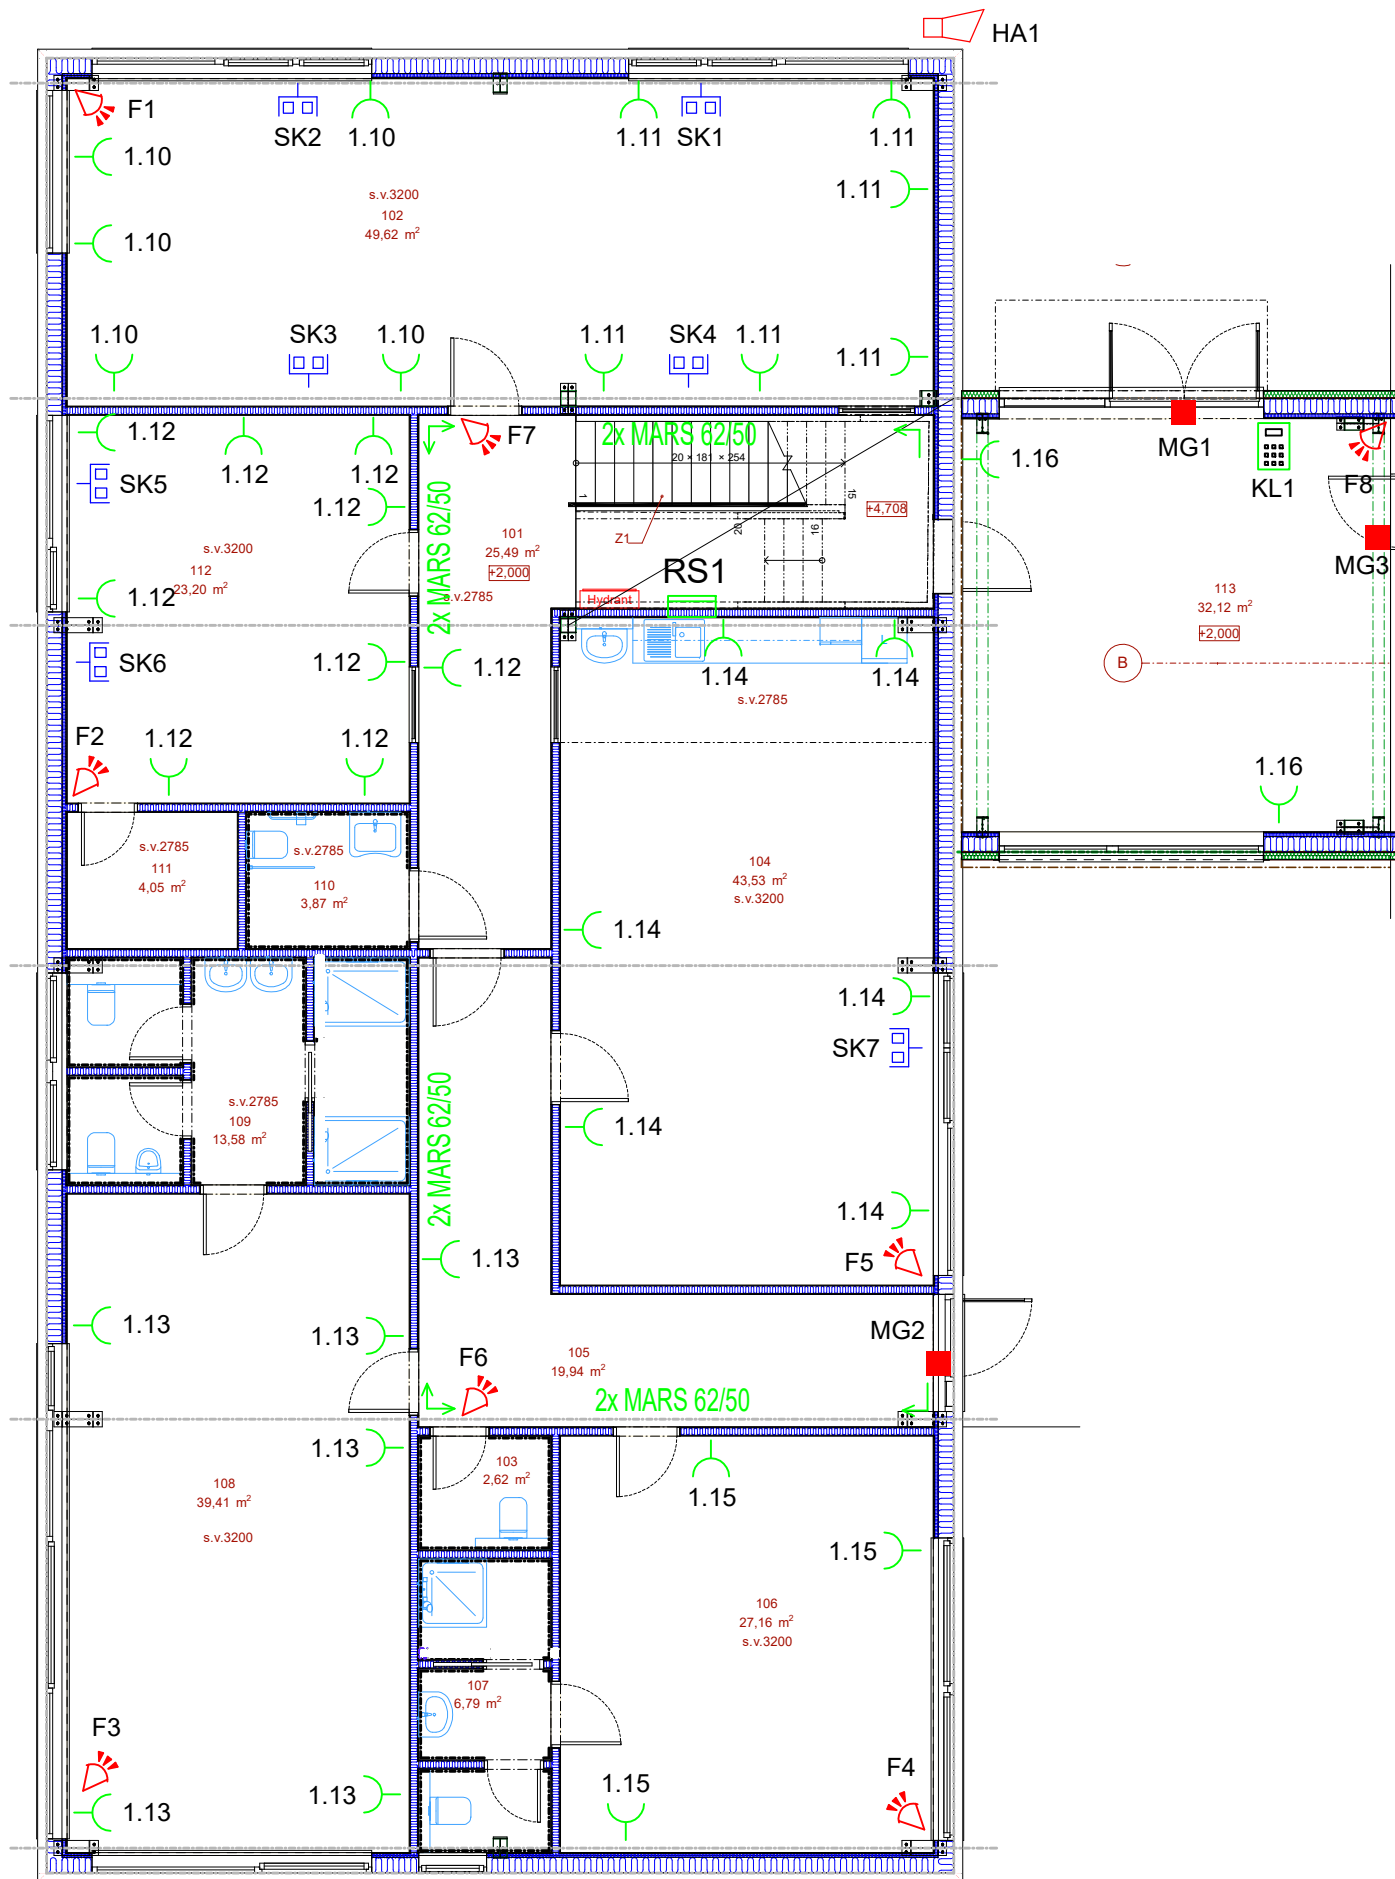 HA1
F1
SK2
1.10
1.11
SK1
1.11
1.10
1.11
s.v.3200
102
49,62 m²
1.10
1.10
SK3
1.10
1.11
SK4
1.11
1.11
1.12
F7
2x MARS 62/50
20 × 181 × 254
MG1
1.16
1.12
1.12
SK5
KL1
F8
1.12
1
15
+4,708
20
16
Z1
101
25,49 m²
+2,000
s.v.2785
2x MARS 62/50
MG3
s.v.3200
112
23,20 m²
RS1
Hydrant
1.12
113
32,12 m²
+2,000
B
SK6
1.12
1.12
1.14
1.14
s.v.2785
F2
1.12
1.12
1.16
s.v.2785
111
4,05 m²
s.v.2785
110
3,87 m²
104
43,53 m²
s.v.3200
1.14
1.14
SK7
s.v.2785
109
13,58 m²
2x MARS 62/50
1.14
1.14
1.13
F5
1.13
1.13
MG2
F6
105
19,94 m²
2x MARS 62/50
1.13
103
2,62 m²
1.15
108
39,41 m²
s.v.3200
1.15
106
27,16 m²
s.v.3200
107
6,79 m²
F3
F4
1.13
1.13
1.15